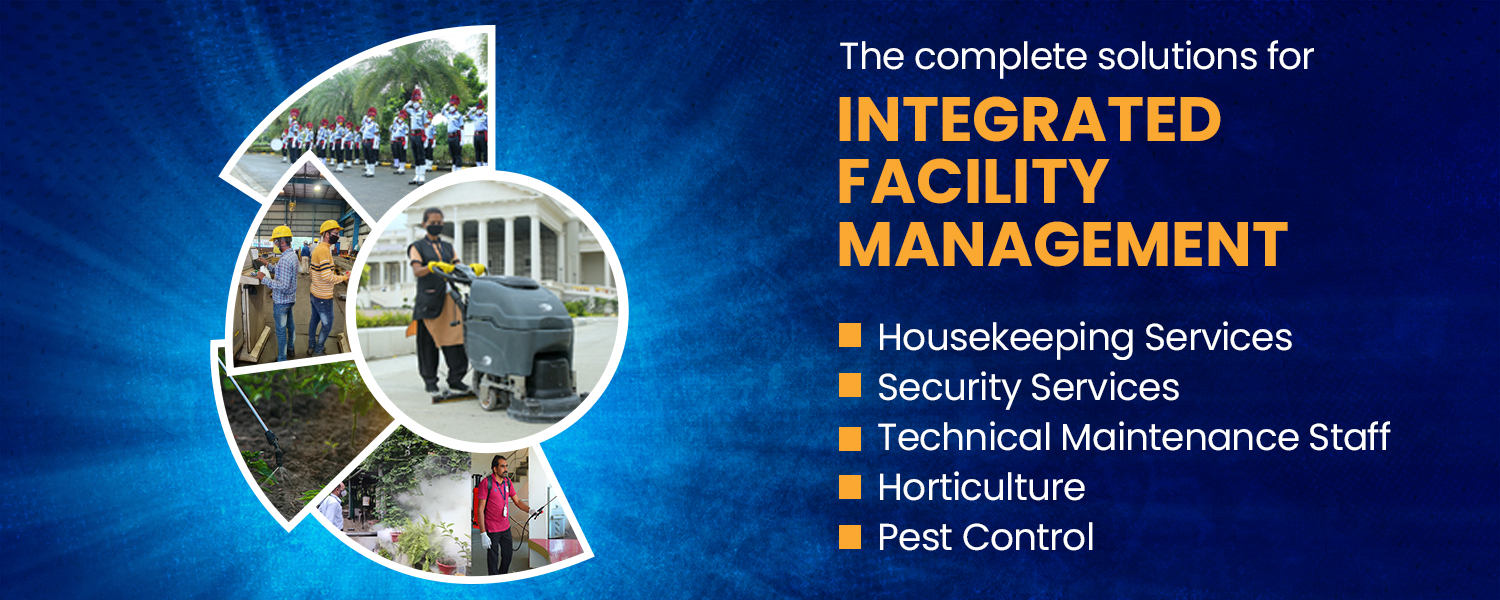 The complete solutions for
INTEGRATED
FACILITY
MANAGEMENT
Housekeeping Services
Security Services
Technical Maintenance Staff
Horticulture
Pest Control